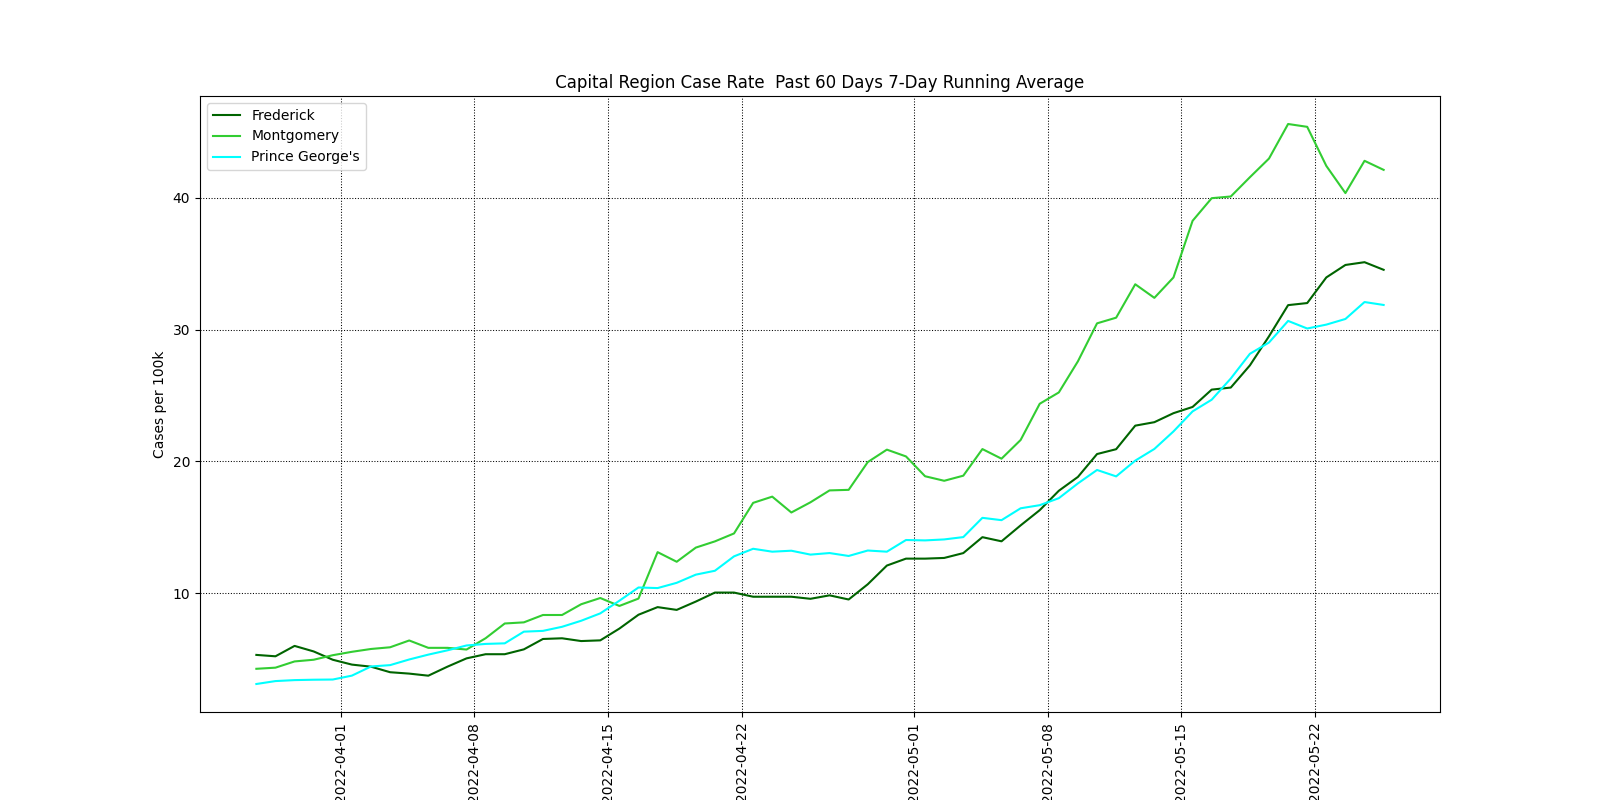 Capital Region Case Rate  Past 60 Days 7-Day Running Average
Frederick
Montgomery
Prince George's
Cases per 100k
40
30
20
10
2022-04-01
2022-04-08
2022-04-15
2022-04-22
2022-05-01
2022-05-08
2022-05-15
2022-05-22